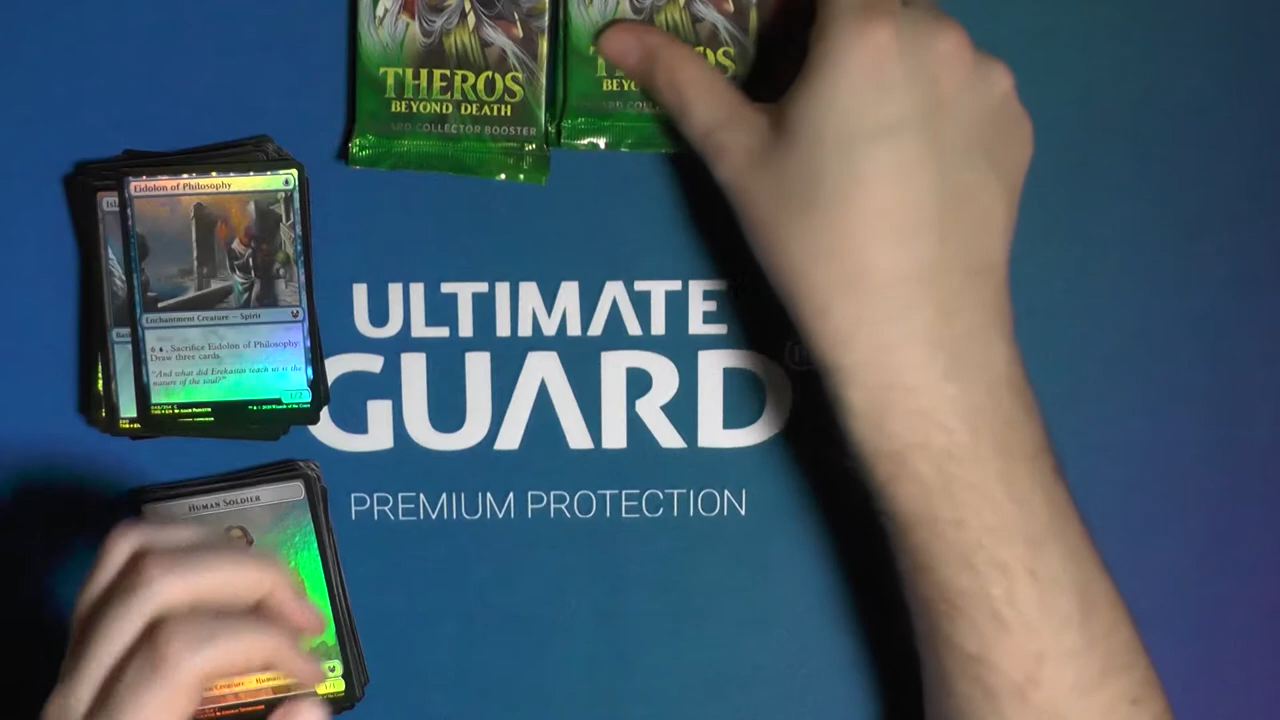 THEROS
BEYOND DEATH
COLLECTOR BOOSTER
Eidolon of Philosophy
Enchantment Creature — Spirit
Sacrifice Eidolon of Philosophy:
Draw three cards.
"And what did Erekastos teach us is the
nature of the soul?"
1/2
ULTIMATE
GUARD
PREMIUM PROTECTION
HUMAN SOLDIER
Creature — Human
1/1